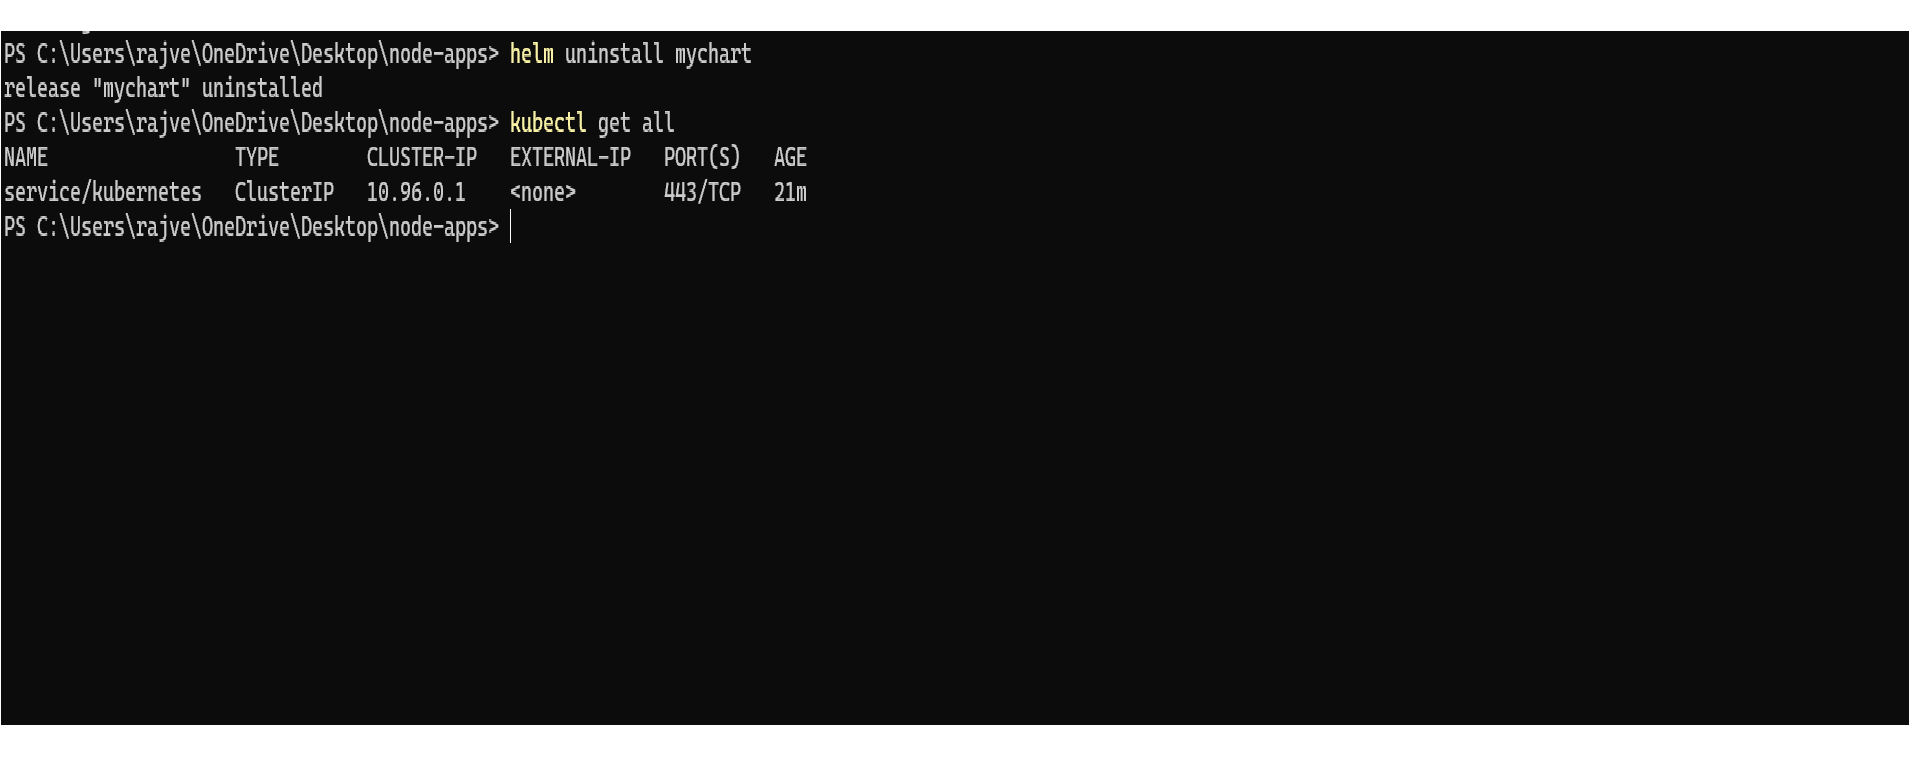 PS C:\Users\rajve\OneDrive\Desktop\node-apps> helm uninstall mychart
release "mychart" uninstalled
PS C:\Users\rajve\OneDrive\Desktop\node-apps> kubectl get all
NAME                 TYPE        CLUSTER-IP   EXTERNAL-IP   PORT(S)   AGE
service/kubernetes   ClusterIP   10.96.0.1    <none>        443/TCP   21m
PS C:\Users\rajve\OneDrive\Desktop\node-apps>